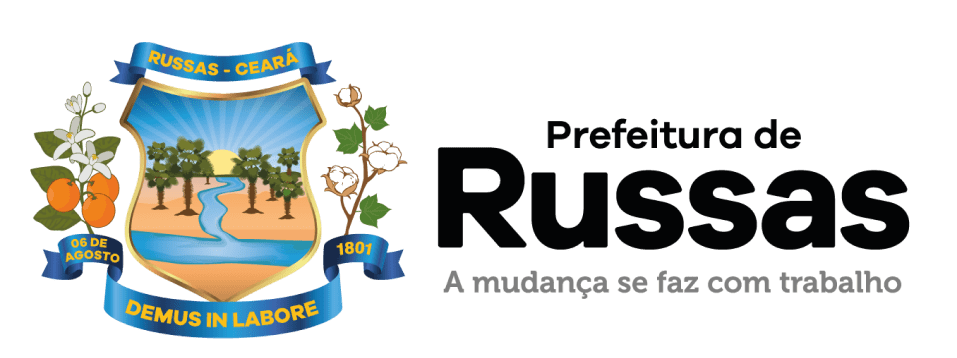 RUSSAS - CEARÁ
06 DE
AGOSTO
1801
DEMUS IN LABORE
Prefeitura de
Russas
A mudança se faz com trabalho